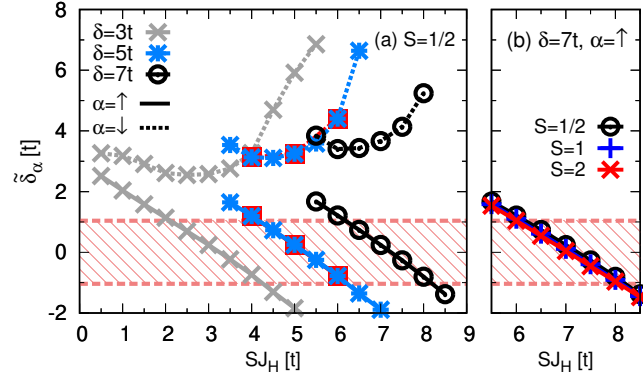 8
6
4
2
0
-2
δ̃α [t]
δ=3t
δ=5t
δ=7t
α=↑
α=↓
(a) S=1/2
0 1 2 3 4 5 6 7 8 9
SJH [t]
(b) δ=7t, α=↑
S=1/2
S=1
S=2
6 7 8
SJH [t]